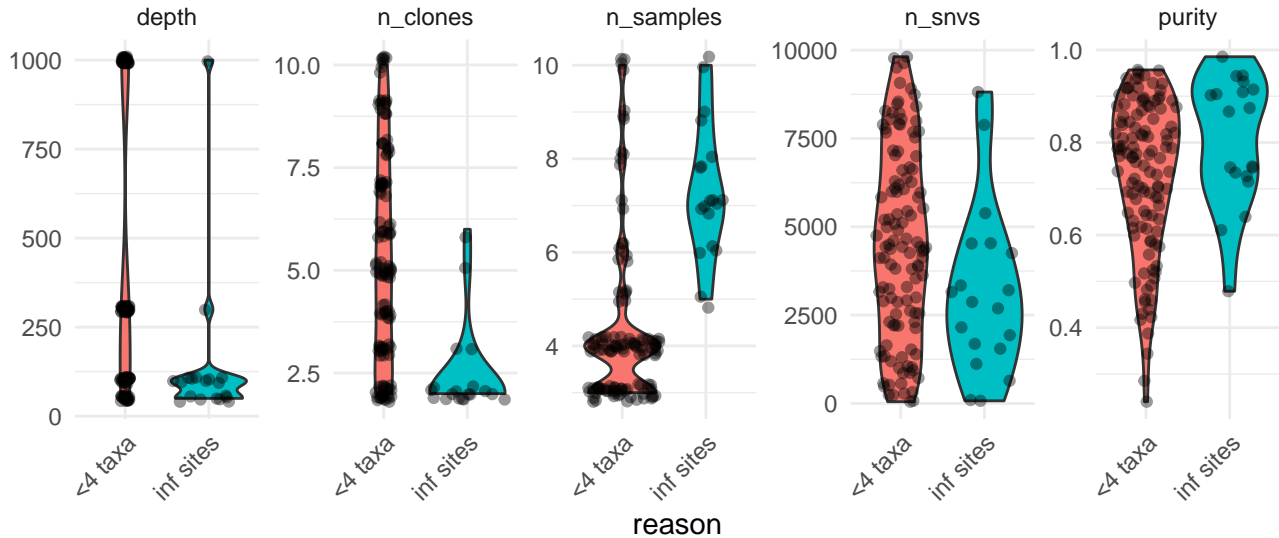 depth
n_clones
n_samples
n_snvs
purity
1000
750
500
250
0
10.0
7.5
5.0
2.5
10
8
6
4
10000
7500
5000
2500
0
1.0
0.8
0.6
0.4
<4 taxa
inf sites
<4 taxa
inf sites
<4 taxa
inf sites
<4 taxa
inf sites
<4 taxa
inf sites
reason